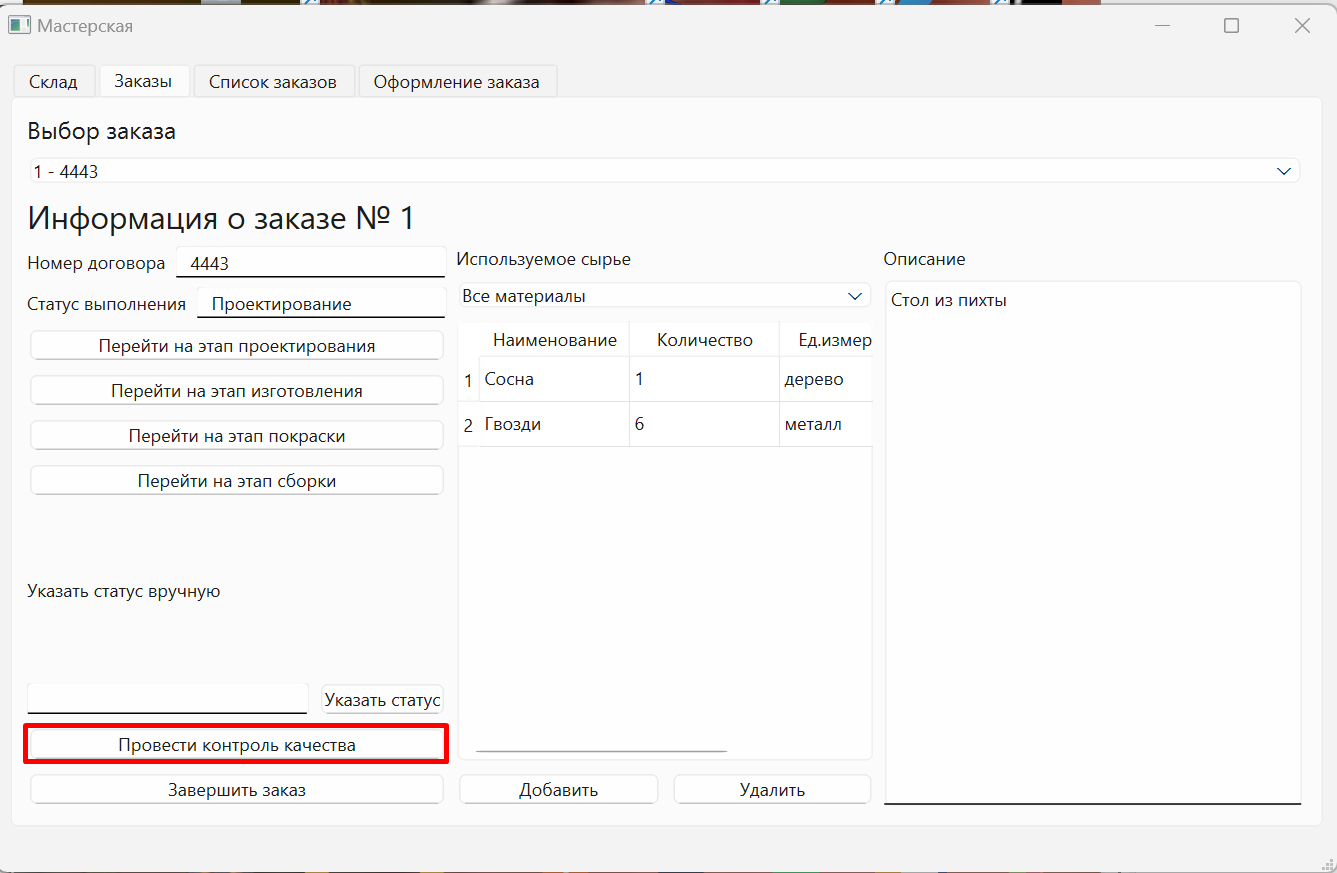 Мастерская
Склад
Заказы
Список заказов
Оформление заказа
Выбор заказа
1 - 4443
Информация о заказе № 1
Номер договора
4443
Статус выполнения
Проектирование
Перейти на этап проектирования
Перейти на этап изготовления
Перейти на этап покраски
Перейти на этап сборки
Указать статус вручную
Указать статус
Провести контроль качества
Завершить заказ
Используемое сырье
Все материалы
Наименование Количество Ед.измер
1 Сосна 1 дерево
2 Гвозди 6 металл
Добавить
Удалить
Описание
Стол из пихты